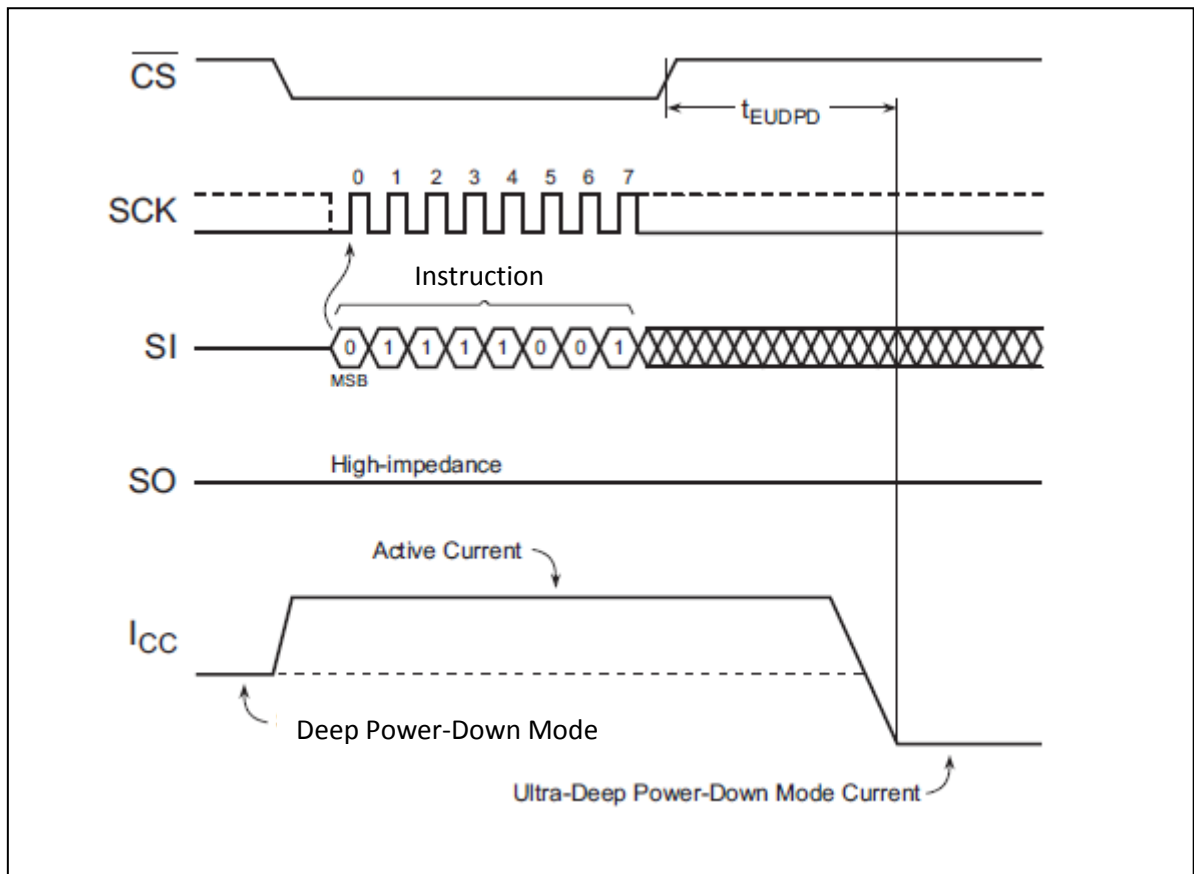 CS
tEUDPD
0 1 2 3 4 5 6 7
SCK
Instruction
SI
0 1 1 1 1 0 0 1
MSB
High-impedance
SO
Active Current
ICC
Deep Power-Down Mode
Ultra-Deep Power-Down Mode Current